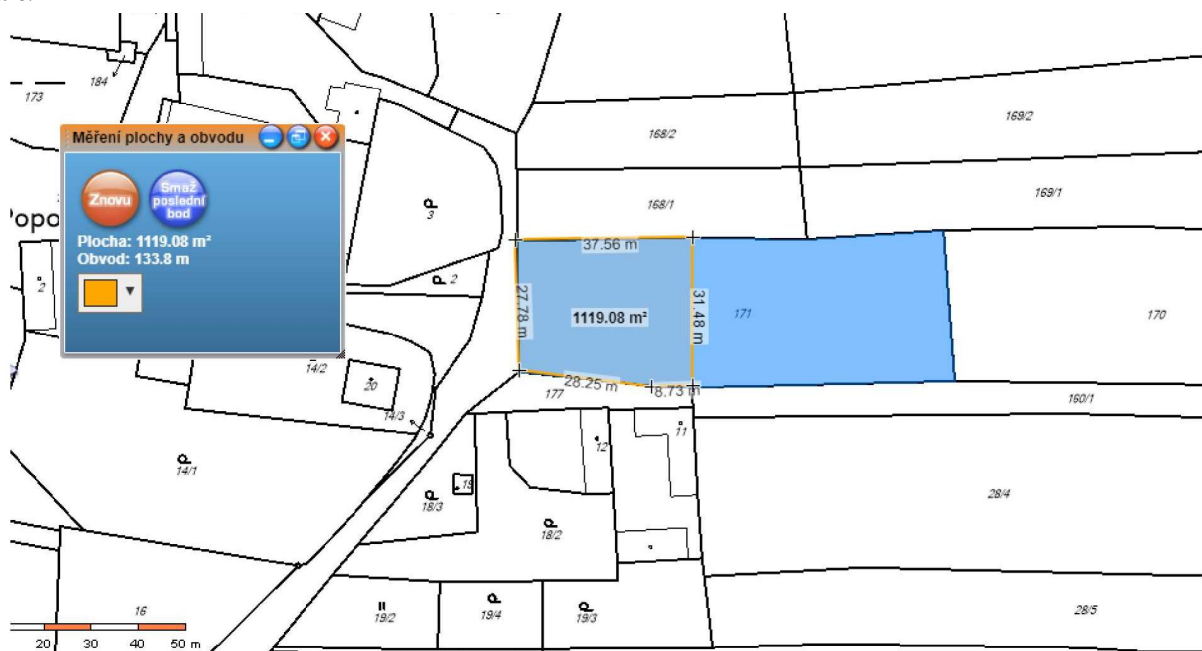 184
173
168/2
169/2
Měření plochy a obvodu
Znovu
Smaž
poslední
bod
Plocha: 1119.08 m²
Obvod: 133.8 m
169/1
168/1
3
37.56 m
2
2
27.78 m
1119.08 m²
31.48 m
171
170
14/2
20
28.25 m
8.73 m
177
160/1
14/3
11
12
14/1
19
18/3
28/4
18/2
16
19/2
19/4
19/3
28/5
20 30 40 50 m